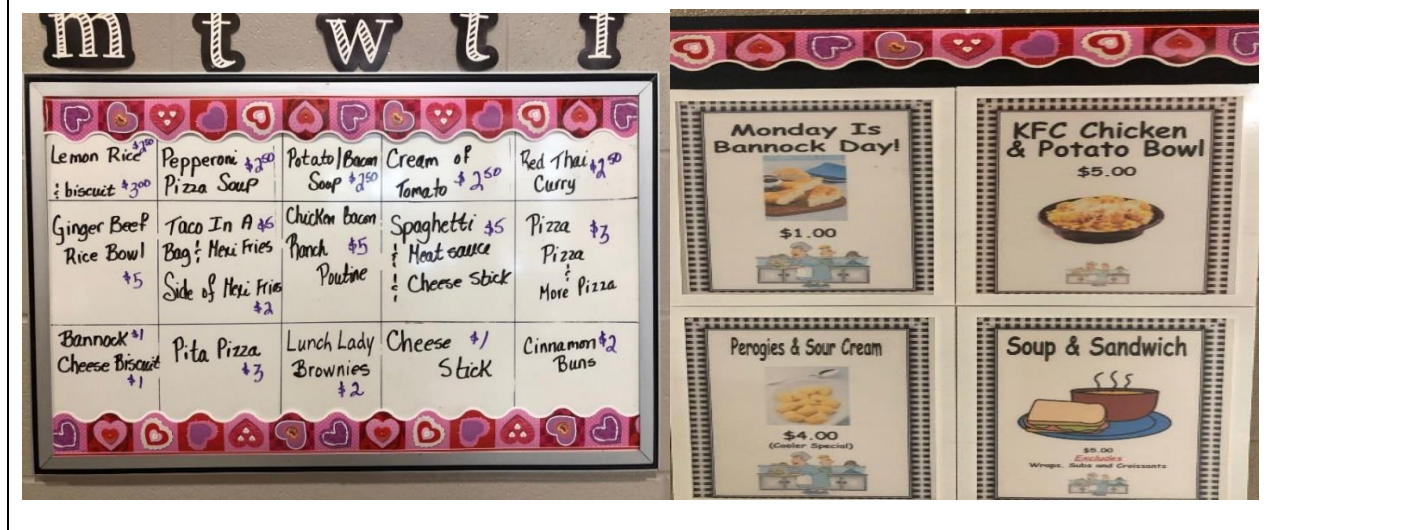 m t w t f
Lemon Rice $2.50
& biscuit $3.00
Pepperoni $2.50
Pizza Soup
Potato/Bacon
Soup $2.50
Cream of
Tomato $2.50
Red Thai $2.50
Curry
Ginger Beef
Rice Bowl
$5
Taco In A $6
Bag & Mexi Fries
Side of Mexi Fries
$2
Chicken Bacon
Ranch $5
Poutine
Spaghetti $5
& Meat sauce
& Cheese Stick
Pizza $3
Pizza
&
More Pizza
Bannock $1
Cheese Biscuit
$1
Pita Pizza
$3
Lunch Lady
Brownies
$2
Cheese $1
Stick
Cinnamon $2
Buns
Monday Is
Bannock Day!
$1.00
KFC Chicken
& Potato Bowl
$5.00
Perogies & Sour Cream
$4.00
(Cooler Special)
Soup & Sandwich
$5.00
Excludes
Wraps, Subs and Croissants